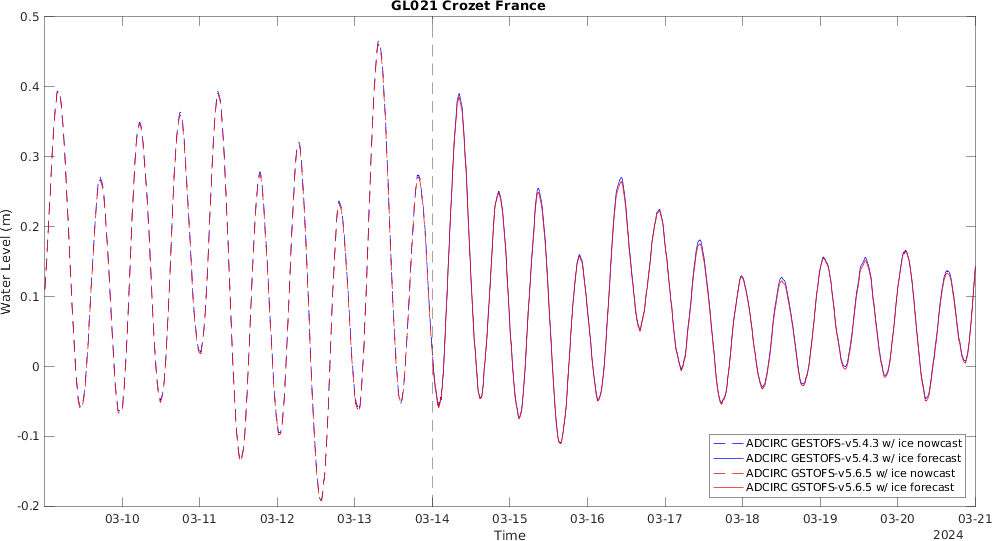 GL021 Crozet France
Water Level (m)
0.5
0.4
0.3
0.2
0.1
0
-0.1
-0.2
ADCIRC GESTOFS-v5.4.3 w/ ice nowcast
ADCIRC GESTOFS-v5.4.3 w/ ice forecast
ADCIRC GSTOFS-v5.6.5 w/ ice nowcast
ADCIRC GSTOFS-v5.6.5 w/ ice forecast
03-10 03-11 03-12 03-13 03-14 03-15 03-16 03-17 03-18 03-19 03-20 03-21
Time
2024